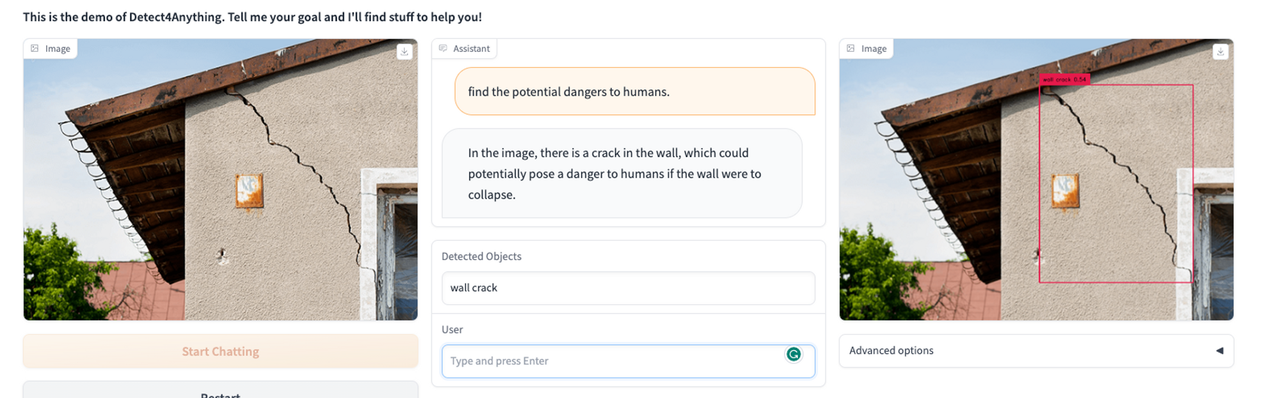 This is the demo of Detect4Anything. Tell me your goal and I'll find stuff to help you!
Image
Assistant
find the potential dangers to humans.
In the image, there is a crack in the wall, which could
potentially pose a danger to humans if the wall were to
collapse.
Detected Objects
wall crack
User
Type and press Enter
Start Chatting
Restart
Image
wall crack 0.54
Advanced options